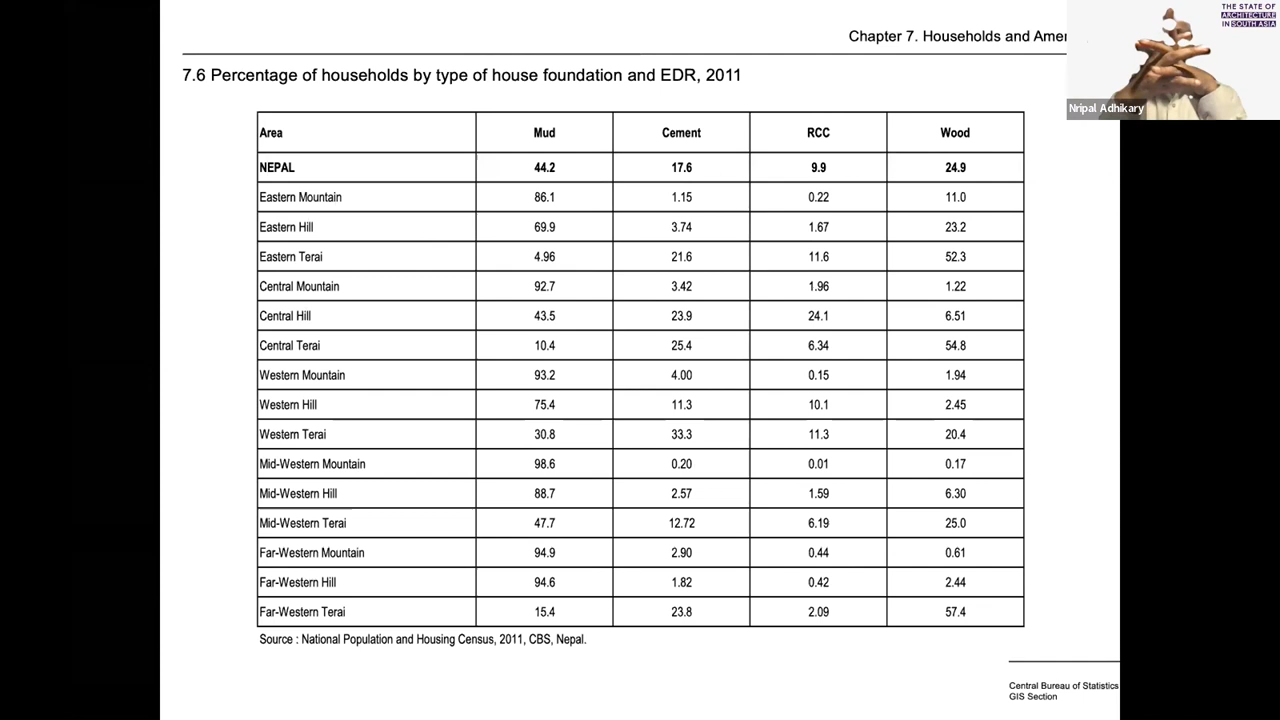 THE STATE OF
ARCHITECTURE
IN SOUTH ASIA
Chapter 7. Households and
7.6 Percentage of households by type of house foundation and EDR, 2011
Nripal Adhikary
Area Mud Cement RCC Wood
NEPAL 44.2 17.6 9.9 24.9
Eastern Mountain 86.1 1.15 0.22 11.0
Eastern Hill 69.9 3.74 1.67 23.2
Eastern Terai 4.96 21.6 11.6 52.3
Central Mountain 92.7 3.42 1.96 1.22
Central Hill 43.5 23.9 24.1 6.51
Central Terai 10.4 25.4 6.34 54.8
Western Mountain 93.2 4.00 0.15 1.94
Western Hill 75.4 11.3 10.1 2.45
Western Terai 30.8 33.3 11.3 20.4
Mid-Western Mountain 98.6 0.20 0.01 0.17
Mid-Western Hill 88.7 2.57 1.59 6.30
Mid-Western Terai 47.7 12.72 6.19 25.0
Far-Western Mountain 94.9 2.90 0.44 0.61
Far-Western Hill 94.6 1.82 0.42 2.44
Far-Western Terai 15.4 23.8 2.09 57.4
Source : National Population and Housing Census, 2011, CBS, Nepal.
Central Bureau of Statistics
GIS Section